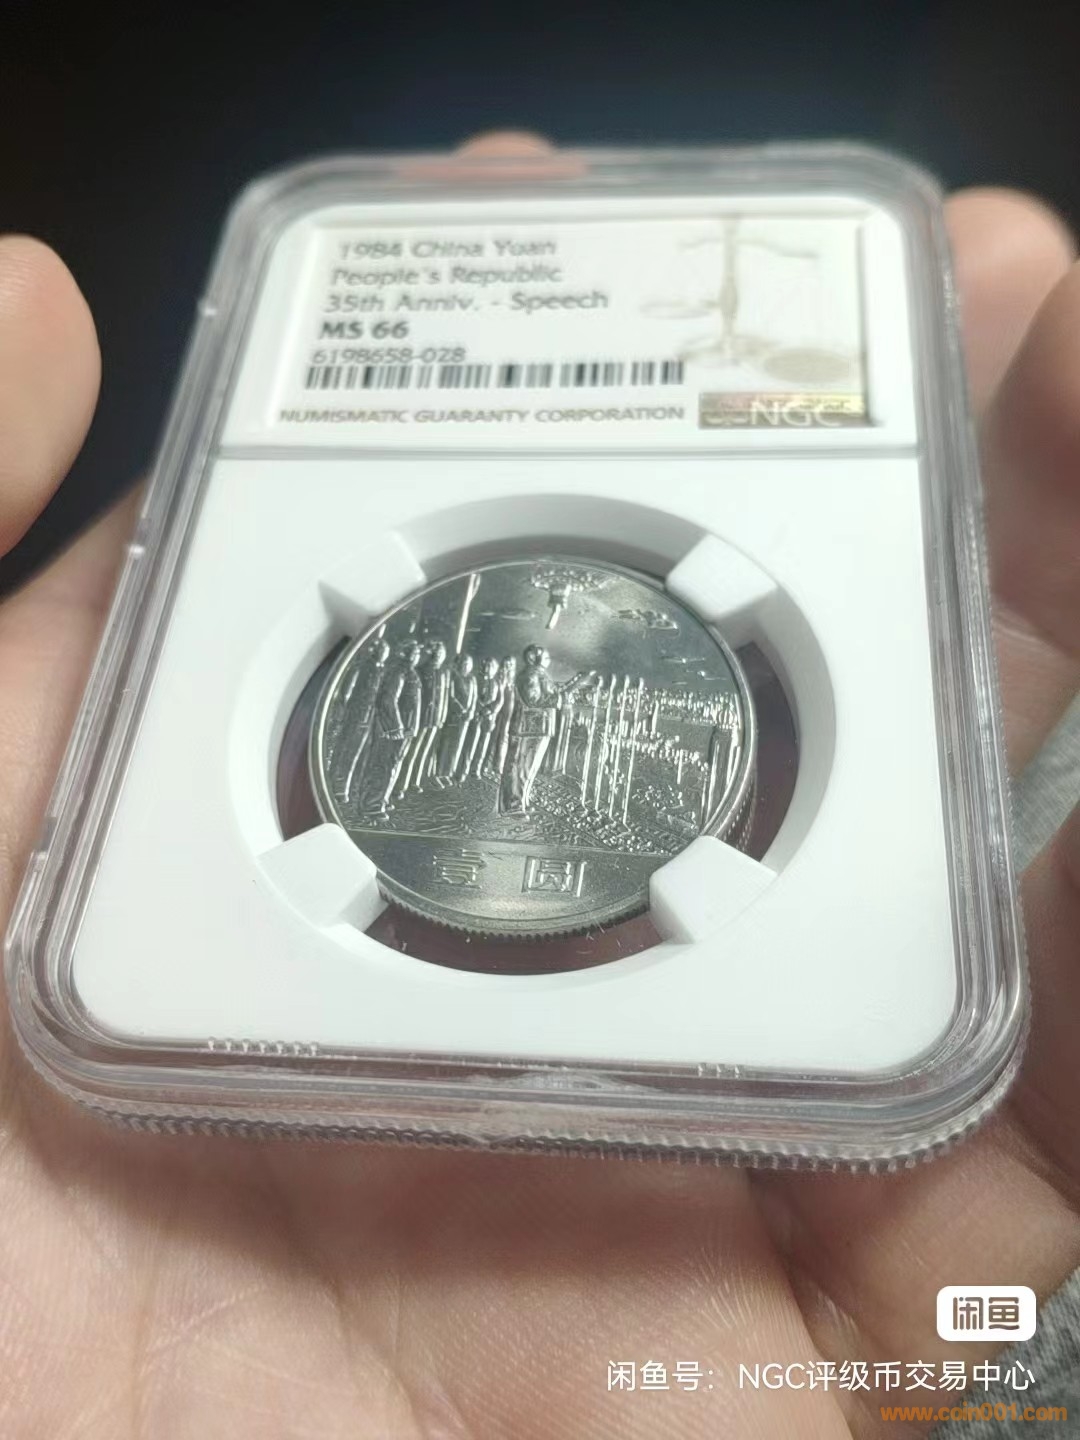 1984 China Yuan
People's Republic
35th Anniv. - Speech
MS 66
6198658-028
NUMISMATIC GUARANTY CORPORATION
NGC
壹圆
闲鱼
闲鱼号：NGC评级币交易中心
www.coin001.com